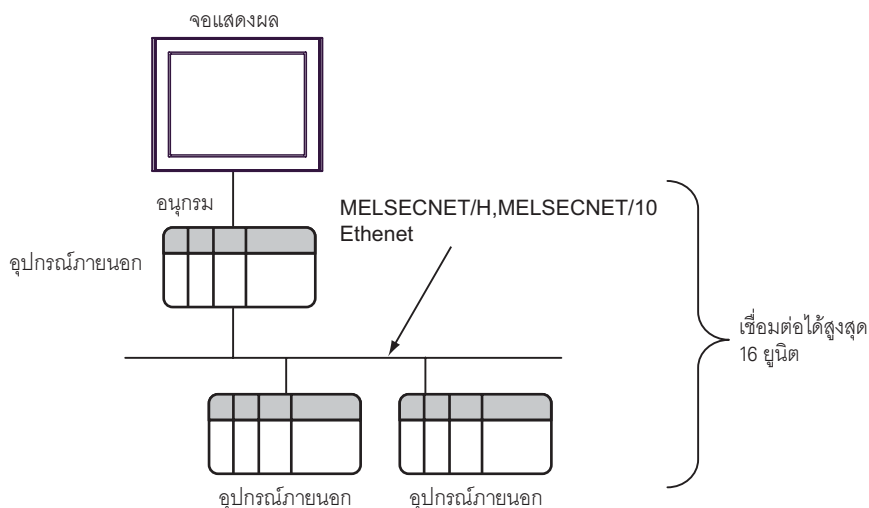 จอแสดงผล
อนุกรม
MELSECNET/H,MELSECNET/10
Ethenet
อุปกรณ์ภายนอก
เชื่อมต่อได้สูงสุด
16 ยูนิต
อุปกรณ์ภายนอก
อุปกรณ์ภายนอก